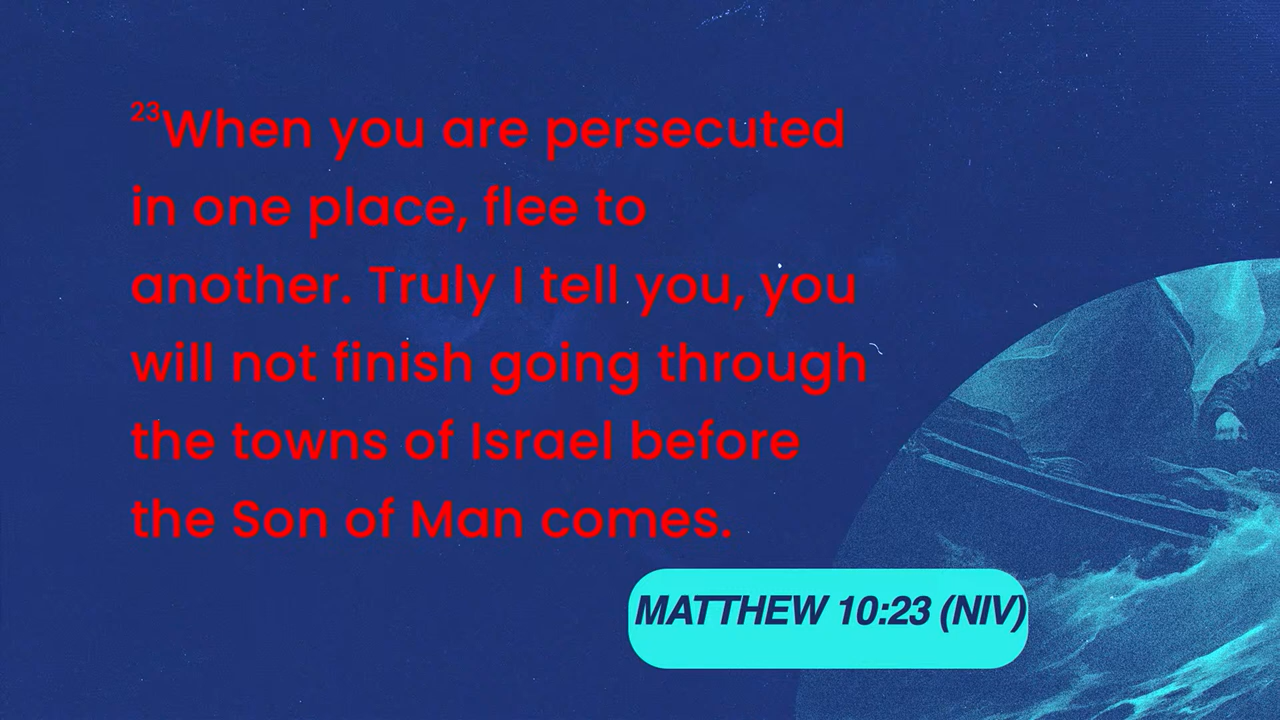 23When you are persecuted
in one place, flee to
another. Truly I tell you, you
will not finish going through
the towns of Israel before
the Son of Man comes.
MATTHEW 10:23 (NIV)